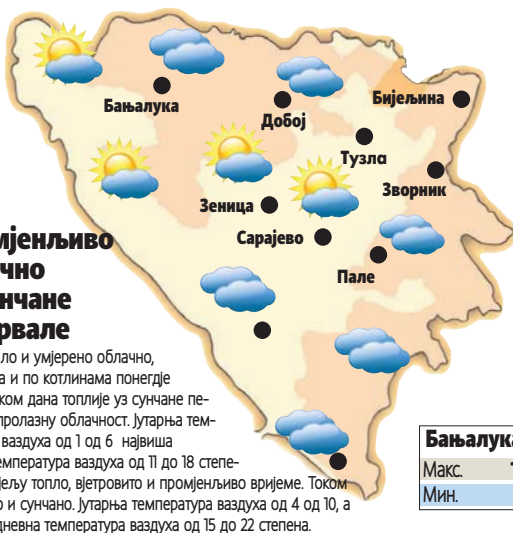 Бањалука
Добој
Бијељина
Тузла
Зворник
Зеница
Сарајево
Пале
мјенљиво
чно
нчане
рвале
ло и умјерено облачно,
а и по котлинама понегдје
ком дана топлије уз сунчане пе-
пролазну облачност. Јутарња тем-
ваздуха од 1 од 6 највиша
емпература ваздуха од 11 до 18 степе-
јељу топло, вјетровито и промјенљиво вријеме. Током
о и сунчано. Јутарња температура ваздуха од 4 од 10, а
дневна температура ваздуха од 15 до 22 степена.
Бањалука
Макс. 1
Мин.